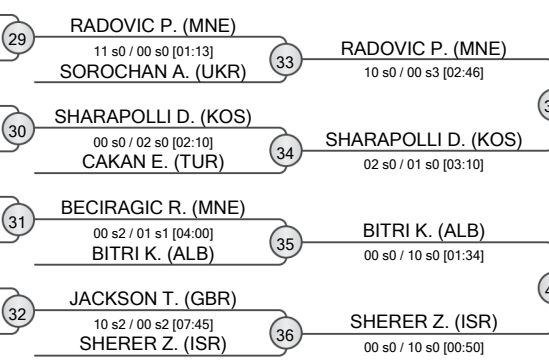 29
RADOVIC P. (MNE)
11 s0 / 00 s0 [01:13]
SOROCHAN A. (UKR)
33
RADOVIC P. (MNE)
10 s0 / 00 s3 [02:46]
30
SHARAPOLLI D. (KOS)
00 s0 / 02 s0 [02:10]
CAKAN E. (TUR)
34
SHARAPOLLI D. (KOS)
02 s0 / 01 s0 [03:10]
31
BECIRAGIC R. (MNE)
00 s2 / 01 s1 [04:00]
BITRI K. (ALB)
35
BITRI K. (ALB)
00 s0 / 10 s0 [01:34]
32
JACKSON T. (GBR)
10 s2 / 00 s2 [07:45]
SHERER Z. (ISR)
36
SHERER Z. (ISR)
00 s0 / 10 s0 [00:50]